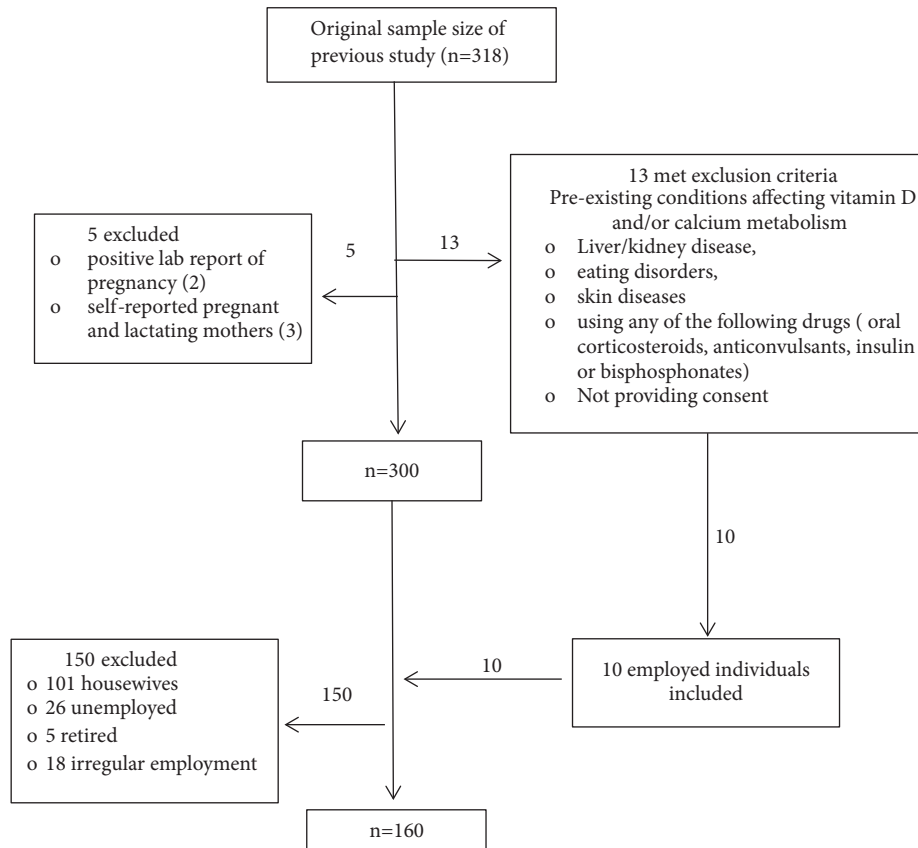 Original sample size of
previous study (n=318)
13 met exclusion criteria
Pre-existing conditions affecting vitamin D
and/or calcium metabolism
o Liver/kidney disease,
o eating disorders,
o skin diseases
o using any of the following drugs ( oral
corticosteroids, anticonvulsants, insulin
or bisphosphonates)
o Not providing consent
5 excluded
o positive lab report of
pregnancy (2)
o self-reported pregnant
and lactating mothers (3)
5
13
n=300
10
10 employed individuals
included
10
150 excluded
o 101 housewives
o 26 unemployed
o 5 retired
o 18 irregular employment
150
n=160